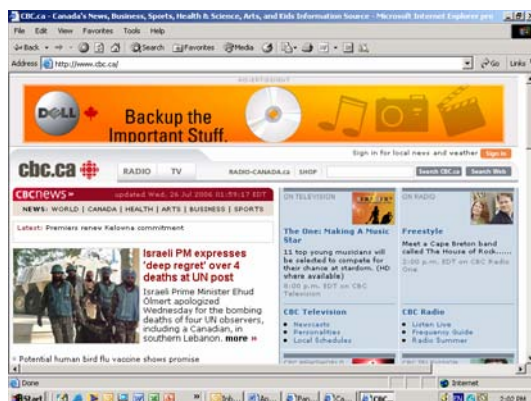 CBC.ca - Canada's News, Business, Sports, Health & Science, Arts, and Kids Information Source - Microsoft Internet Explorer pro
File Edit View Favorites Tools Help
Back Search Favorites Media
Address http://www.cbc.ca/ Go Links
ADVERTISEMENT
DELL Backup the
Important Stuff.
Sign in for local news and weather Sign In
cbc.ca RADIO TV RADIO-CANADA.ca SHOP Search CBC.ca Search Web
CBCNEWS updated Wed, 26 Jul 2006 01:59:17 EDT
NEWS: WORLD | CANADA | HEALTH | ARTS | BUSINESS | SPORTS
Latest: Premiers renew Kelowna commitment
Israeli PM expresses
'deep regret' over 4
deaths at UN post
Israeli Prime Minister Ehud
Olmert apologized
Wednesday for the bombing
deaths of four UN observers,
including a Canadian, in
southern Lebanon. more »
Potential human bird flu vaccine shows promise
ON TELEVISION
The One: Making A Music
Star
11 top young musicians will
be selected to compete for
their chance at stardom. (HD
where available)
8:00 p.m. EDT on CBC
Television
CBC Television
Newscasts
Personalities
Local Schedules
ON RADIO
Freestyle
Meet a Cape Breton band
called The House of Rock......
2:00 p.m. EDT on CBC Radio
One
CBC Radio
Listen Live
Frequency Guide
Radio Summer
Done Internet
Start CBC... 2:02 PM